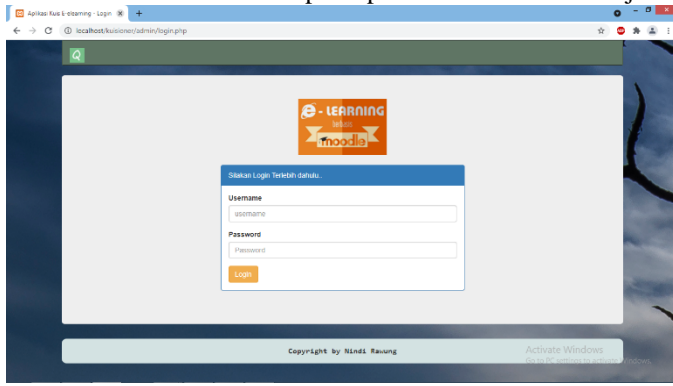 Aplikasi Kuis E-elearning - Login
localhost/kuisioner/admin/login.php
Q
e - LEARNING
moodle
Silakan Login Terlebih dahulu..
Username
username
Password
Password
Login
Copyright by Nindi Rawung
Activate Windows
Go to PC settings to activate Windows.